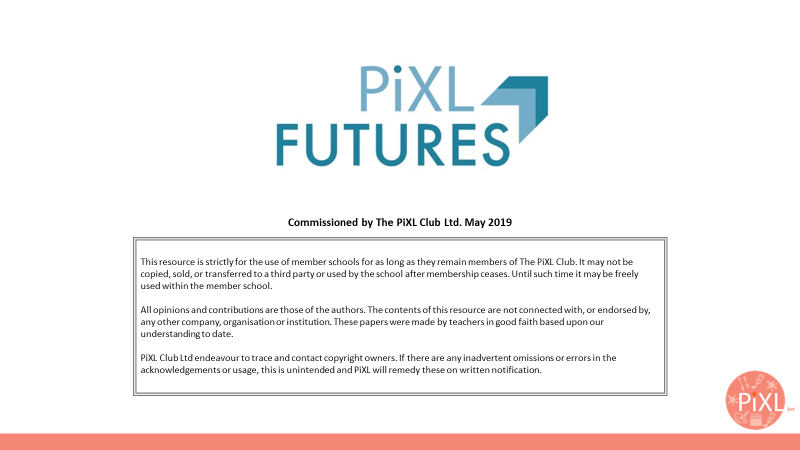 PiXL
FUTURES
Commissioned by The PiXL Club Ltd. May 2019
This resource is strictly for the use of member schools for as long as they remain members of The PiXL Club. It may not be
copied, sold, or transferred to a third party or used by the school after membership ceases. Until such time it may be freely
used within the member school.
All opinions and contributions are those of the authors. The contents of this resource are not connected with, or endorsed by,
any other company, organisation or institution. These papers were made by teachers in good faith based upon our
understanding to date.
PiXL Club Ltd endeavour to trace and contact copyright owners. If there are any inadvertent omissions or errors in the
acknowledgements or usage, this is unintended and PiXL will remedy these on written notification.
PiXL Art